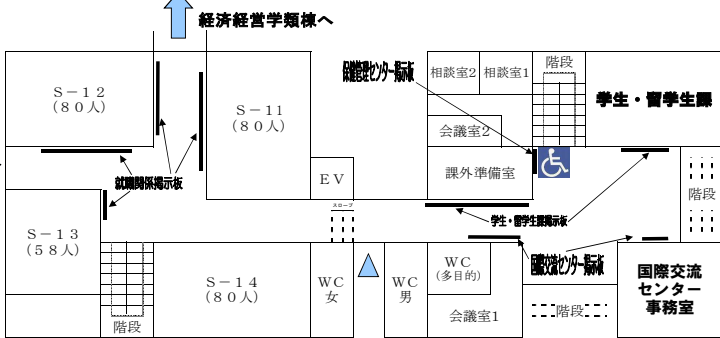 経済経営学類棟へ
保健管理センター掲示板
相談室2
相談室1
階段
S－12
（80人）
S－11
（80人）
学生・留学生課
会議室2
課外準備室
就職関係掲示板
EV
階段
スロープ
学生・留学生課掲示板
S－13
（58人）
S－14
（80人）
WC
女
WC
男
WC
（多目的）
国際交流センター掲示板
国際交流
センター
事務室
階段
会議室1
階段